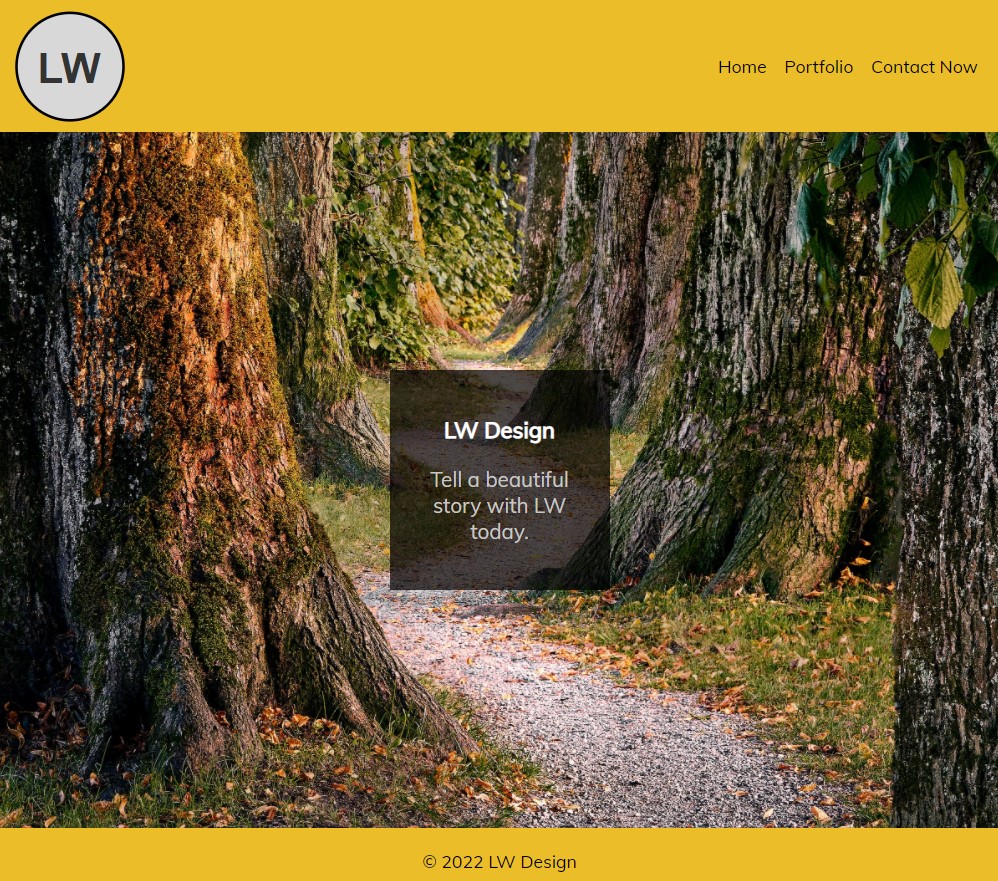 LW
Home Portfolio Contact Now
LW Design
Tell a beautiful
story with LW
today.
© 2022 LW Design